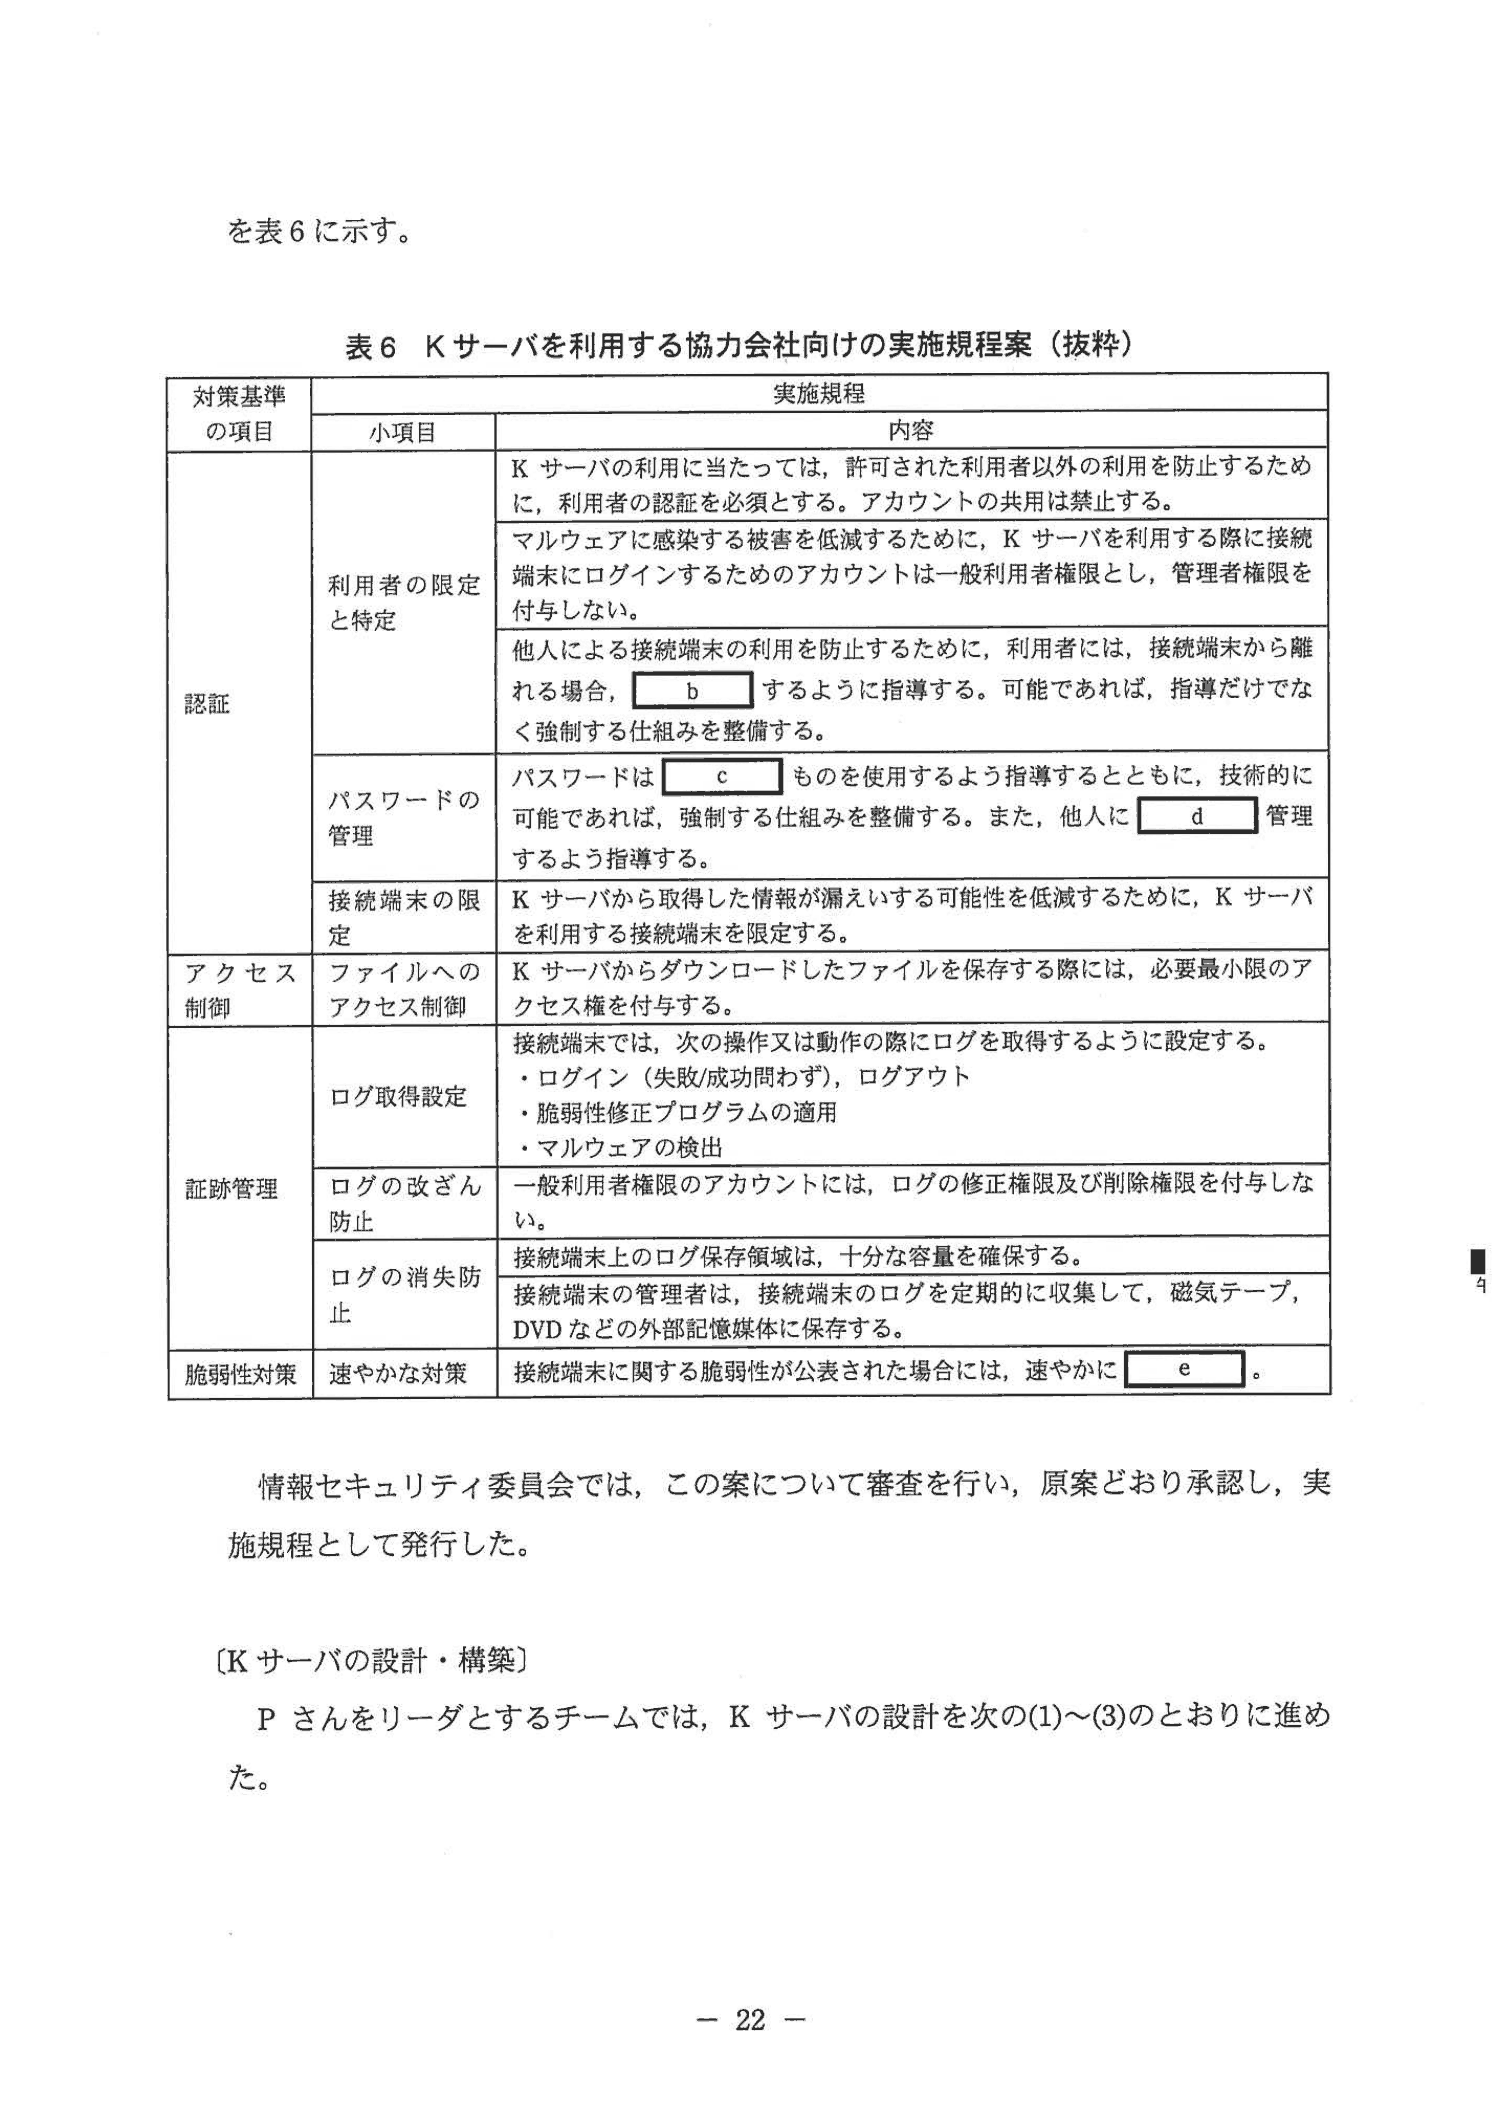 を表6に示す。
表6 Kサーバを利用する協力会社向けの実施規程案（抜粋）
対策基準
の項目
実施規程
小項目
内容
認証
利用者の限定
と特定
K サーバの利用に当たっては，許可された利用者以外の利用を防止するため
に，利用者の認証を必須とする。アカウントの共用は禁止する。
マルウェアに感染する被害を低減するために，K サーバを利用する際に接続
端末にログインするためのアカウントは一般利用者権限とし，管理者権限を
付与しない。
他人による接続端末の利用を防止するために，利用者には，接続端末から離
れる場合， b するように指導する。可能であれば，指導だけでな
く強制する仕組みを整備する。
パスワードの
管理
パスワードは c ものを使用するよう指導するとともに，技術的に
可能であれば，強制する仕組みを整備する。また，他人に d 管理
するよう指導する。
接続端末の限
定
K サーバから取得した情報が漏えいする可能性を低減するために，K サーバ
を利用する接続端末を限定する。
アクセス
制御
ファイルへの
アクセス制御
K サーバからダウンロードしたファイルを保存する際には，必要最小限のア
クセス権を付与する。
証跡管理
ログ取得設定
接続端末では，次の操作又は動作の際にログを取得するように設定する。
・ログイン（失敗/成功問わず），ログアウト
・脆弱性修正プログラムの適用
・マルウェアの検出
ログの改ざん
防止
一般利用者権限のアカウントには，ログの修正権限及び削除権限を付与しな
い。
ログの消失防
止
接続端末上のログ保存領域は，十分な容量を確保する。
接続端末の管理者は，接続端末のログを定期的に収集して，磁気テープ，
DVD などの外部記憶媒体に保存する。
脆弱性対策
速やかな対策
接続端末に関する脆弱性が公表された場合には，速やかに e 。
情報セキュリティ委員会では，この案について審査を行い，原案どおり承認し，実
施規程として発行した。
〔K サーバの設計・構築〕
P さんをリーダとするチームでは，K サーバの設計を次の(1)～(3)のとおりに進め
た。
－ 22 －